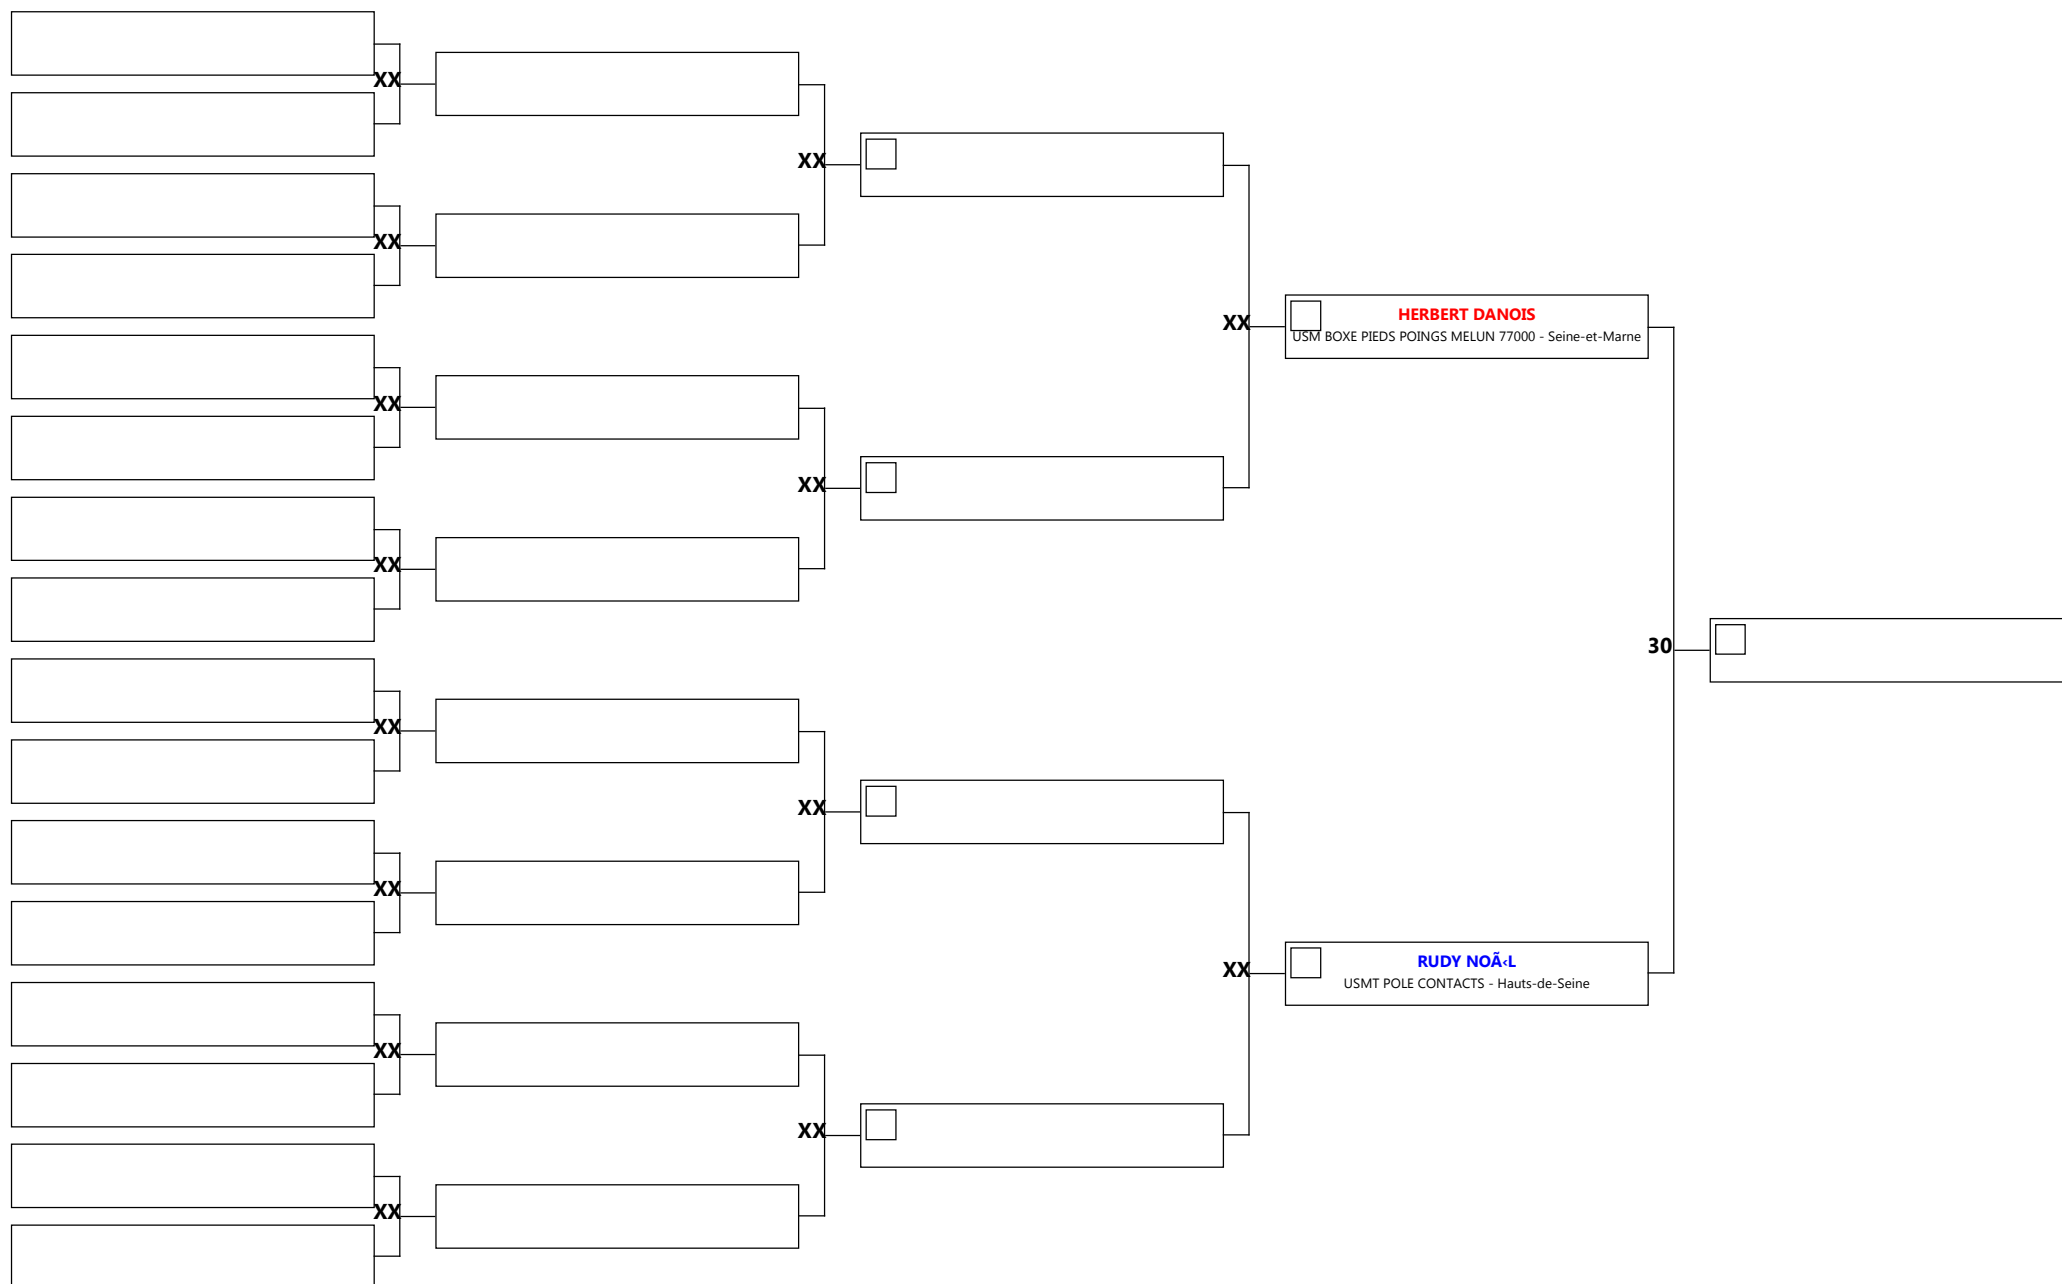 XX
XX
XX
XX
XX
XX
XX
XX
XX
XX
XX
XX
XX
HERBERT DANOIS
USM BOXE PIEDS POINGS MELUN 77000 - Seine-et-Marne
XX
RUDY NOÃ‹L
USMT POLE CONTACTS - Hauts-de-Seine
30